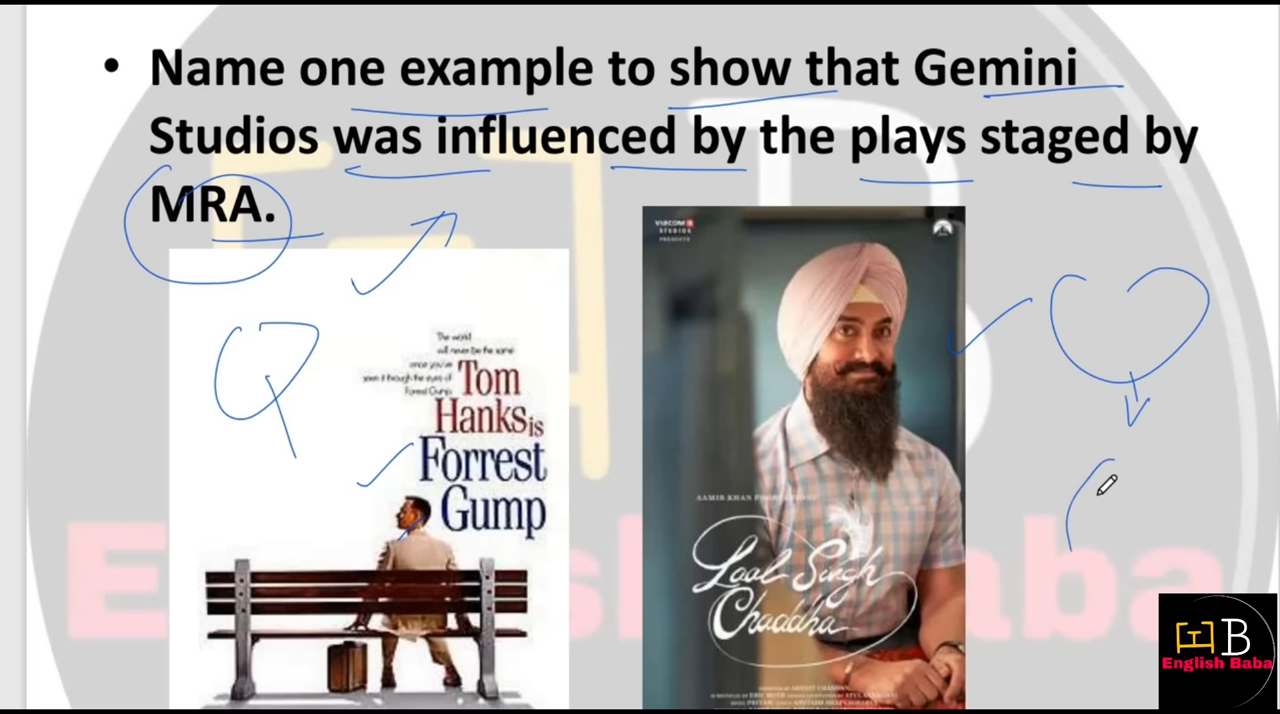 • Name one example to show that Gemini
Studios was influenced by the plays staged by
MRA.
The world
will never be the same
once you've
seen it through the eyes of
Forrest Gump.
Tom
Hanks is
Forrest
Gump
VIACOM18
STUDIOS
PRESENTS
AAMIR KHAN PRODUCTIONS
Laal Singh
Chaddha
B
English Baba